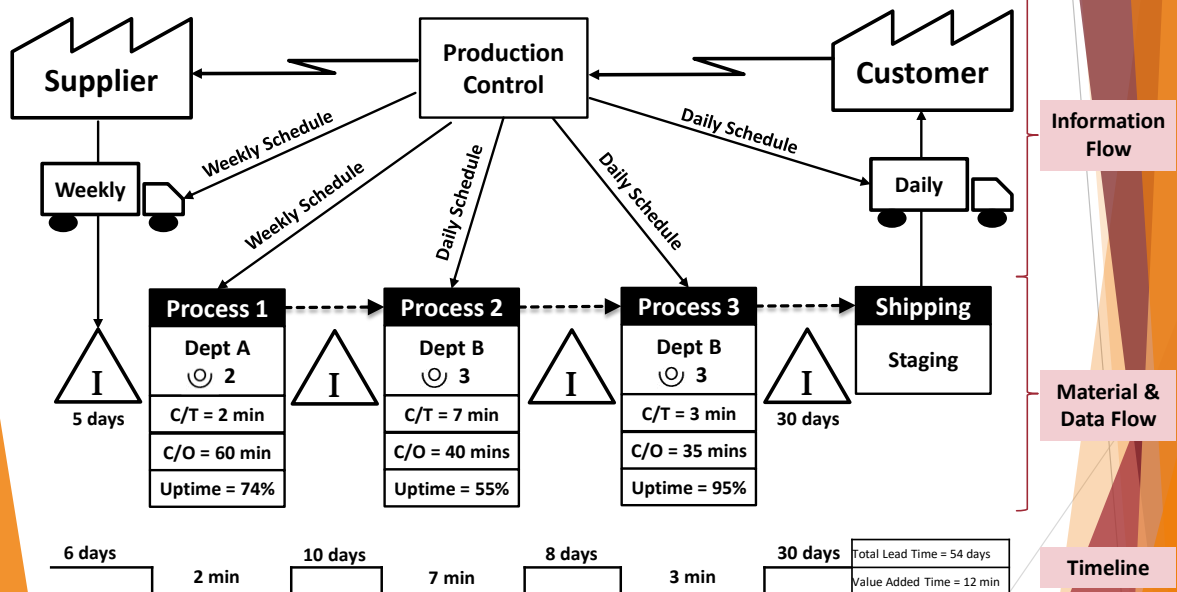 Supplier
Production
Control
Customer
Information
Flow
Weekly Schedule
Weekly Schedule
Daily Schedule
Daily Schedule
Daily Schedule
Weekly
Daily
Process 1
Process 2
Process 3
Shipping
Dept A
2
Dept B
3
Dept B
3
Staging
I
I
I
I
5 days
30 days
C/T = 2 min
C/T = 7 min
C/T = 3 min
C/O = 60 min
C/O = 40 mins
C/O = 35 mins
Uptime = 74%
Uptime = 55%
Uptime = 95%
Material &
Data Flow
6 days
10 days
8 days
30 days
2 min
7 min
3 min
Total Lead Time = 54 days
Value Added Time = 12 min
Timeline